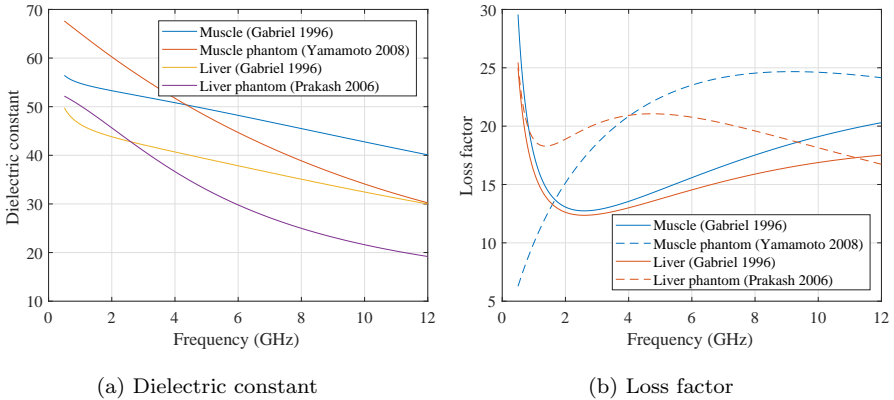 70
60
50
40
30
20
10
0
2
4
6
8
10
12
Dielectric constant
Frequency (GHz)
Muscle (Gabriel 1996)
Muscle phantom (Yamamoto 2008)
Liver (Gabriel 1996)
Liver phantom (Prakash 2006)
(a) Dielectric constant
30
25
20
15
10
5
0
2
4
6
8
10
12
Loss factor
Frequency (GHz)
Muscle (Gabriel 1996)
Muscle phantom (Yamamoto 2008)
Liver (Gabriel 1996)
Liver phantom (Prakash 2006)
(b) Loss factor